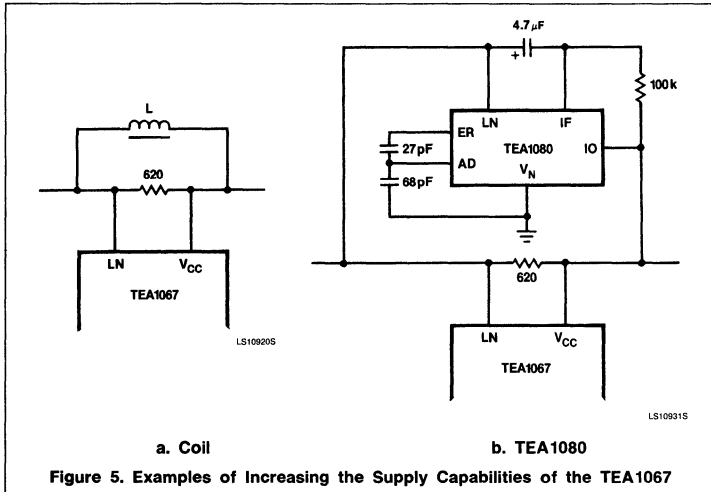 L
620
LN
VCC
TEA1067
LS10920S
4.7μF
+
100k
LN
IF
ER
27pF
TEA1080
IO
AD
VN
68pF
620
LN
VCC
TEA1067
LS10931S
a. Coil
b. TEA1080
Figure 5. Examples of Increasing the Supply Capabilities of the TEA1067